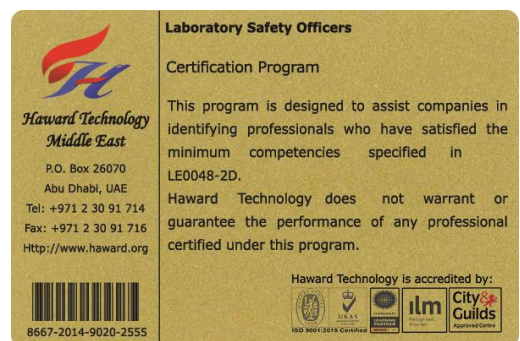 Haward Technology
Middle East
P.O. Box 26070
Abu Dhabi, UAE
Tel: +971 2 30 91 714
Fax: +971 2 30 91 716
Http://www.haward.org
8667-2014-9020-2555
Laboratory Safety Officers
Certification Program
This program is designed to assist companies in
identifying professionals who have satisfied the
minimum competencies specified in
LE0048-2D.
Haward Technology does not warrant or
guarantee the performance of any professional
certified under this program.
Haward Technology is accredited by:
UKAS
ISO 9001:2015 Certified
ilm
City&
Guilds
Approved Centre